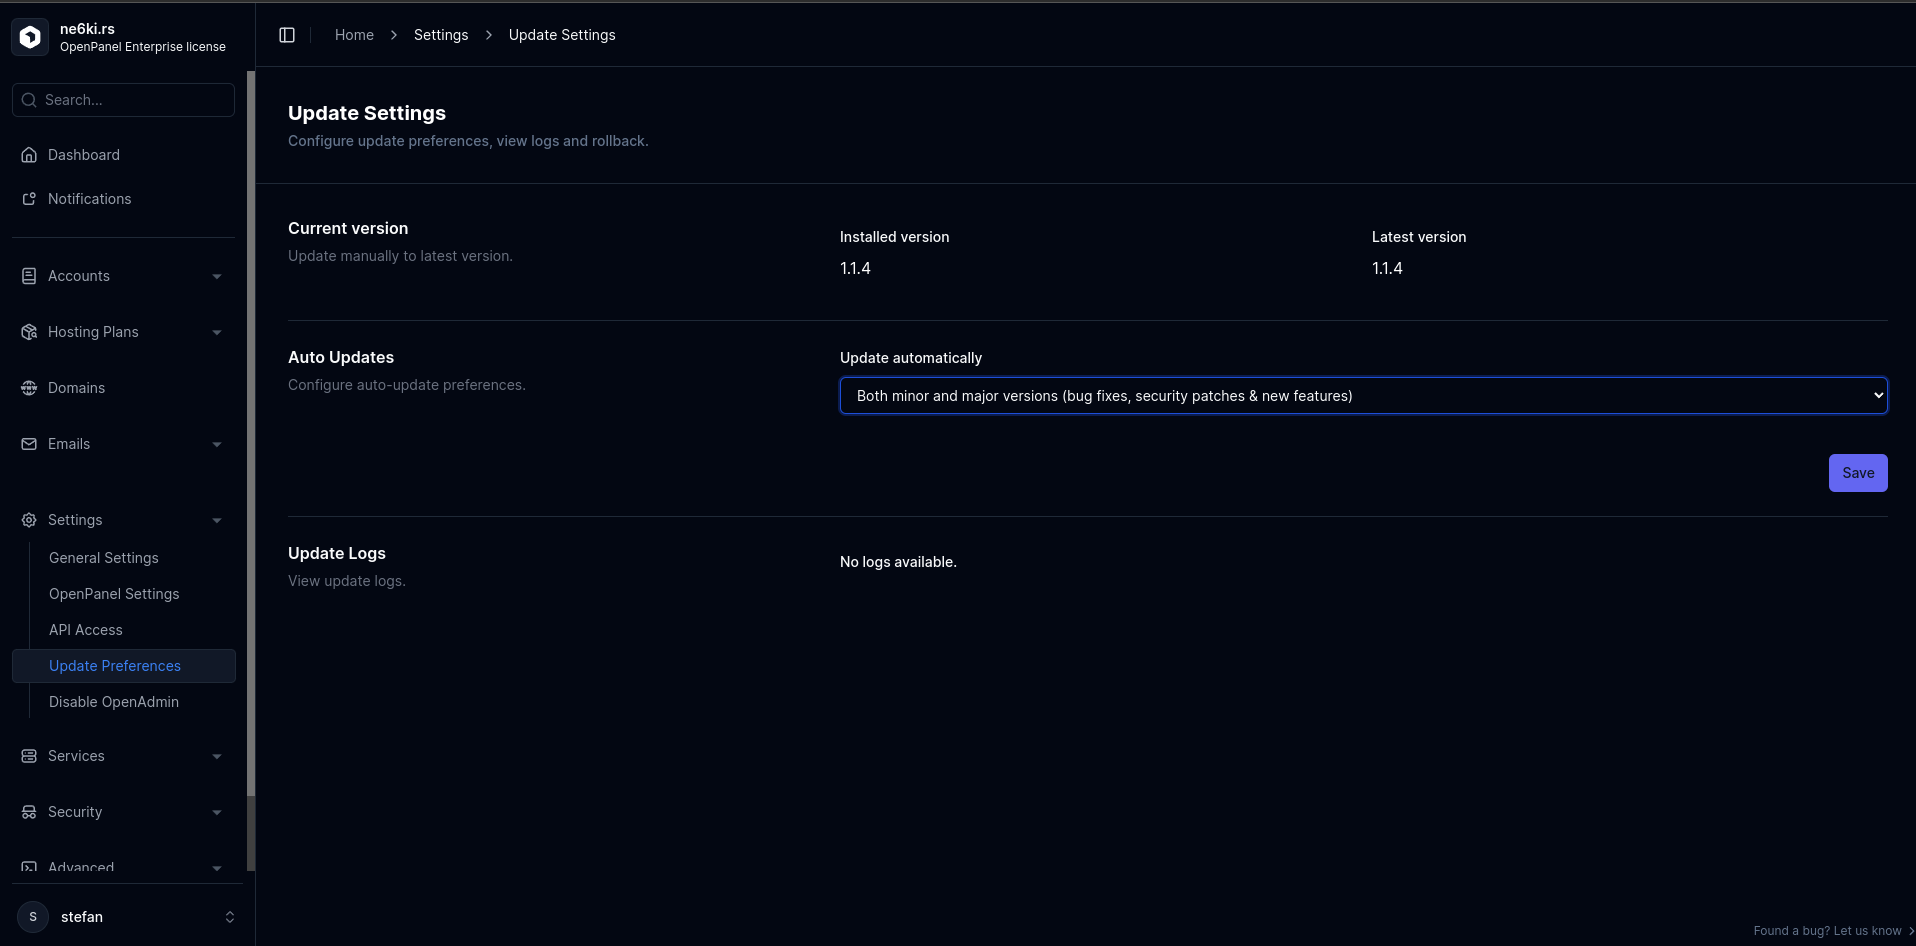 ne6ki.rs
OpenPanel Enterprise license
Search...
Dashboard
Notifications
Accounts
Hosting Plans
Domains
Emails
Settings
General Settings
OpenPanel Settings
API Access
Update Preferences
Disable OpenAdmin
Services
Security
Advanced
S stefan
Home > Settings > Update Settings
Update Settings
Configure update preferences, view logs and rollback.
Current version
Update manually to latest version.
Installed version
1.1.4
Latest version
1.1.4
Auto Updates
Configure auto-update preferences.
Update automatically
Both minor and major versions (bug fixes, security patches & new features)
Save
Update Logs
View update logs.
No logs available.
Found a bug? Let us know >